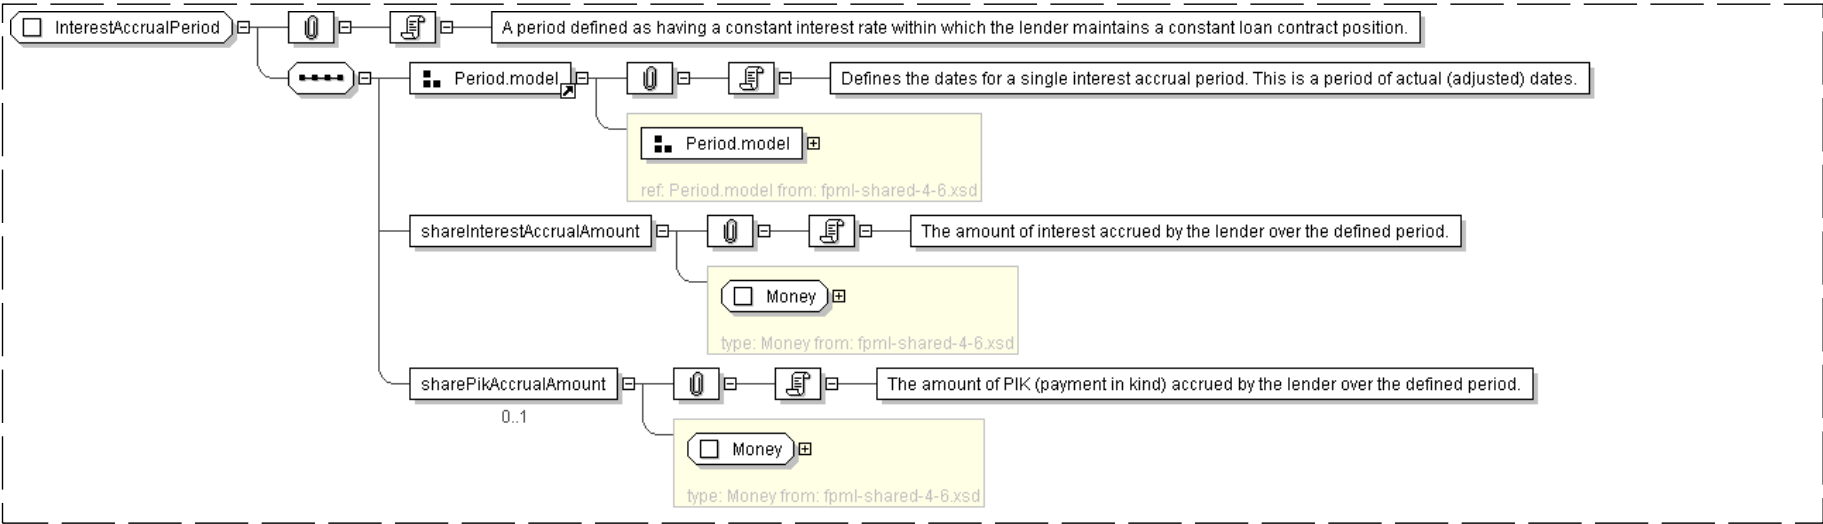 InterestAccrualPeriod
A period defined as having a constant interest rate within which the lender maintains a constant loan contract position.
Period.model
Defines the dates for a single interest accrual period. This is a period of actual (adjusted) dates.
Period.model
ref: Period.model from: fpml-shared-4-6.xsd
shareInterestAccrualAmount
The amount of interest accrued by the lender over the defined period.
Money
type: Money from: fpml-shared-4-6.xsd
sharePikAccrualAmount
The amount of PIK (payment in kind) accrued by the lender over the defined period.
0..1
Money
type: Money from: fpml-shared-4-6.xsd